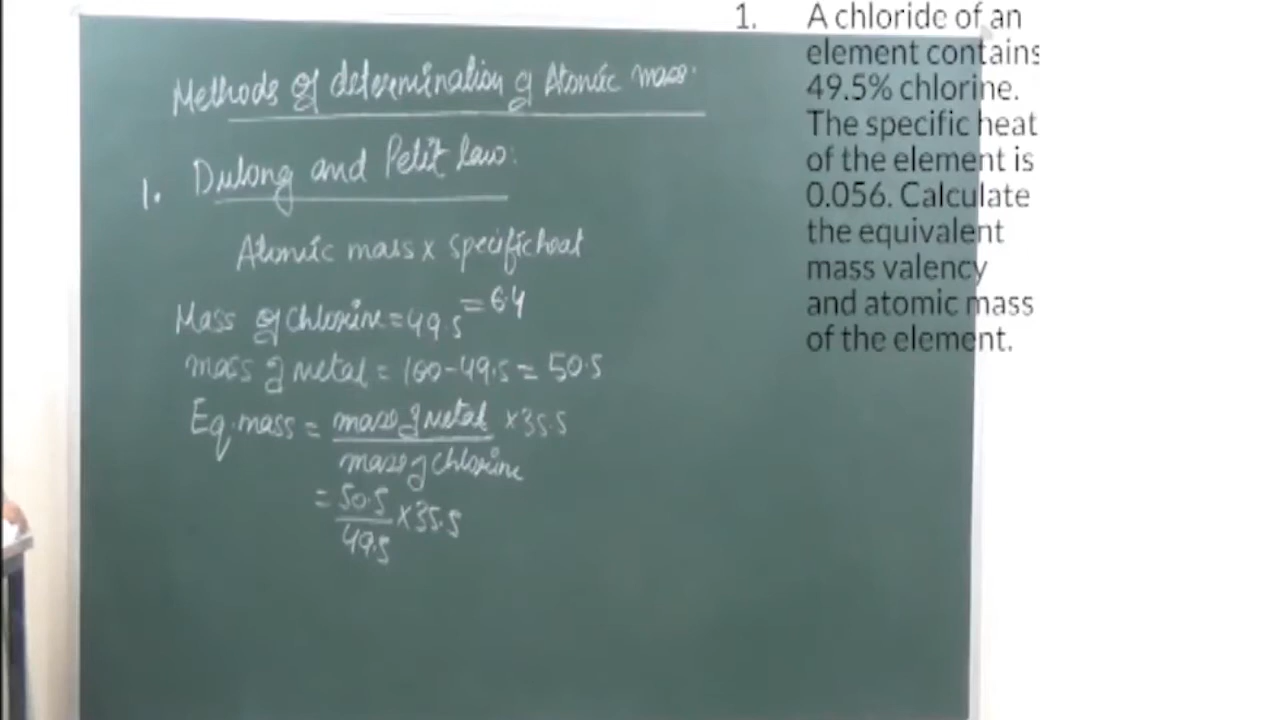 Methods of determination of Atomic mass:
1. Dulong and Petit law:
Atomic mass x specific heat
= 6.4
Mass of chlorine = 49.5
mass of metal = 100-49.5 = 50.5
Eq.mass = mass of metal x 35.5
mass of chlorine
= 50.5 x 35.5
49.5
1. A chloride of an
element contains
49.5% chlorine.
The specific heat
of the element is
0.056. Calculate
the equivalent
mass valency
and atomic mass
of the element.